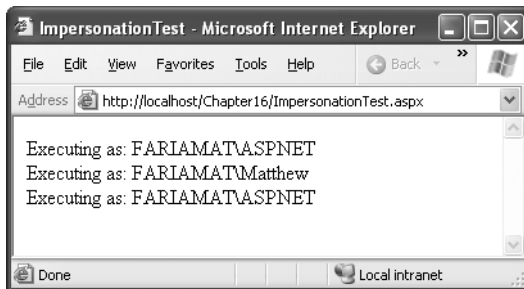 ImpersonationTest - Microsoft Internet Explorer
File Edit View Favorites Tools Help Back »
Address http://localhost/Chapter16/ImpersonationTest.aspx
Executing as: FARIAMAT\ASPNET
Executing as: FARIAMAT\Matthew
Executing as: FARIAMAT\ASPNET
Done Local intranet